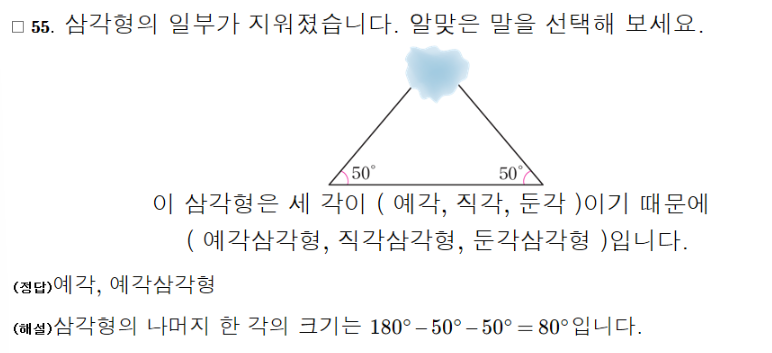 □ 55. 삼각형의 일부가 지워졌습니다. 알맞은 말을 선택해 보세요.
50° 50°
이 삼각형은 세 각이 ( 예각, 직각, 둔각 )이기 때문에
( 예각삼각형, 직각삼각형, 둔각삼각형 )입니다.
(정답)예각, 예각삼각형
(해설)삼각형의 나머지 한 각의 크기는 180°-50°-50°=80°입니다.